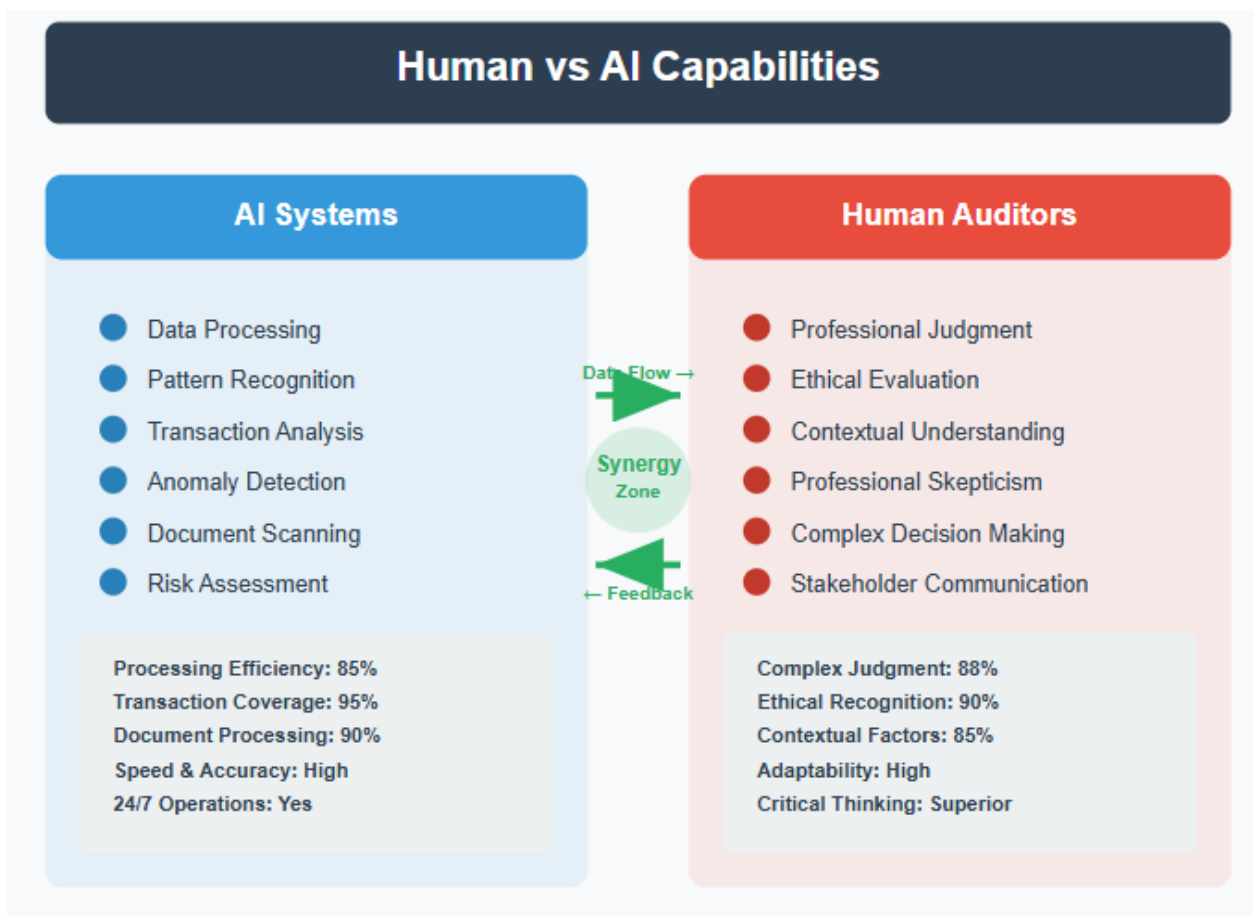 Human vs AI Capabilities
AI Systems
Data Processing
Pattern Recognition
Transaction Analysis
Anomaly Detection
Document Scanning
Risk Assessment
Processing Efficiency: 85%
Transaction Coverage: 95%
Document Processing: 90%
Speed & Accuracy: High
24/7 Operations: Yes
Data Flow →
Synergy
Zone
← Feedback
Human Auditors
Professional Judgment
Ethical Evaluation
Contextual Understanding
Professional Skepticism
Complex Decision Making
Stakeholder Communication
Complex Judgment: 88%
Ethical Recognition: 90%
Contextual Factors: 85%
Adaptability: High
Critical Thinking: Superior